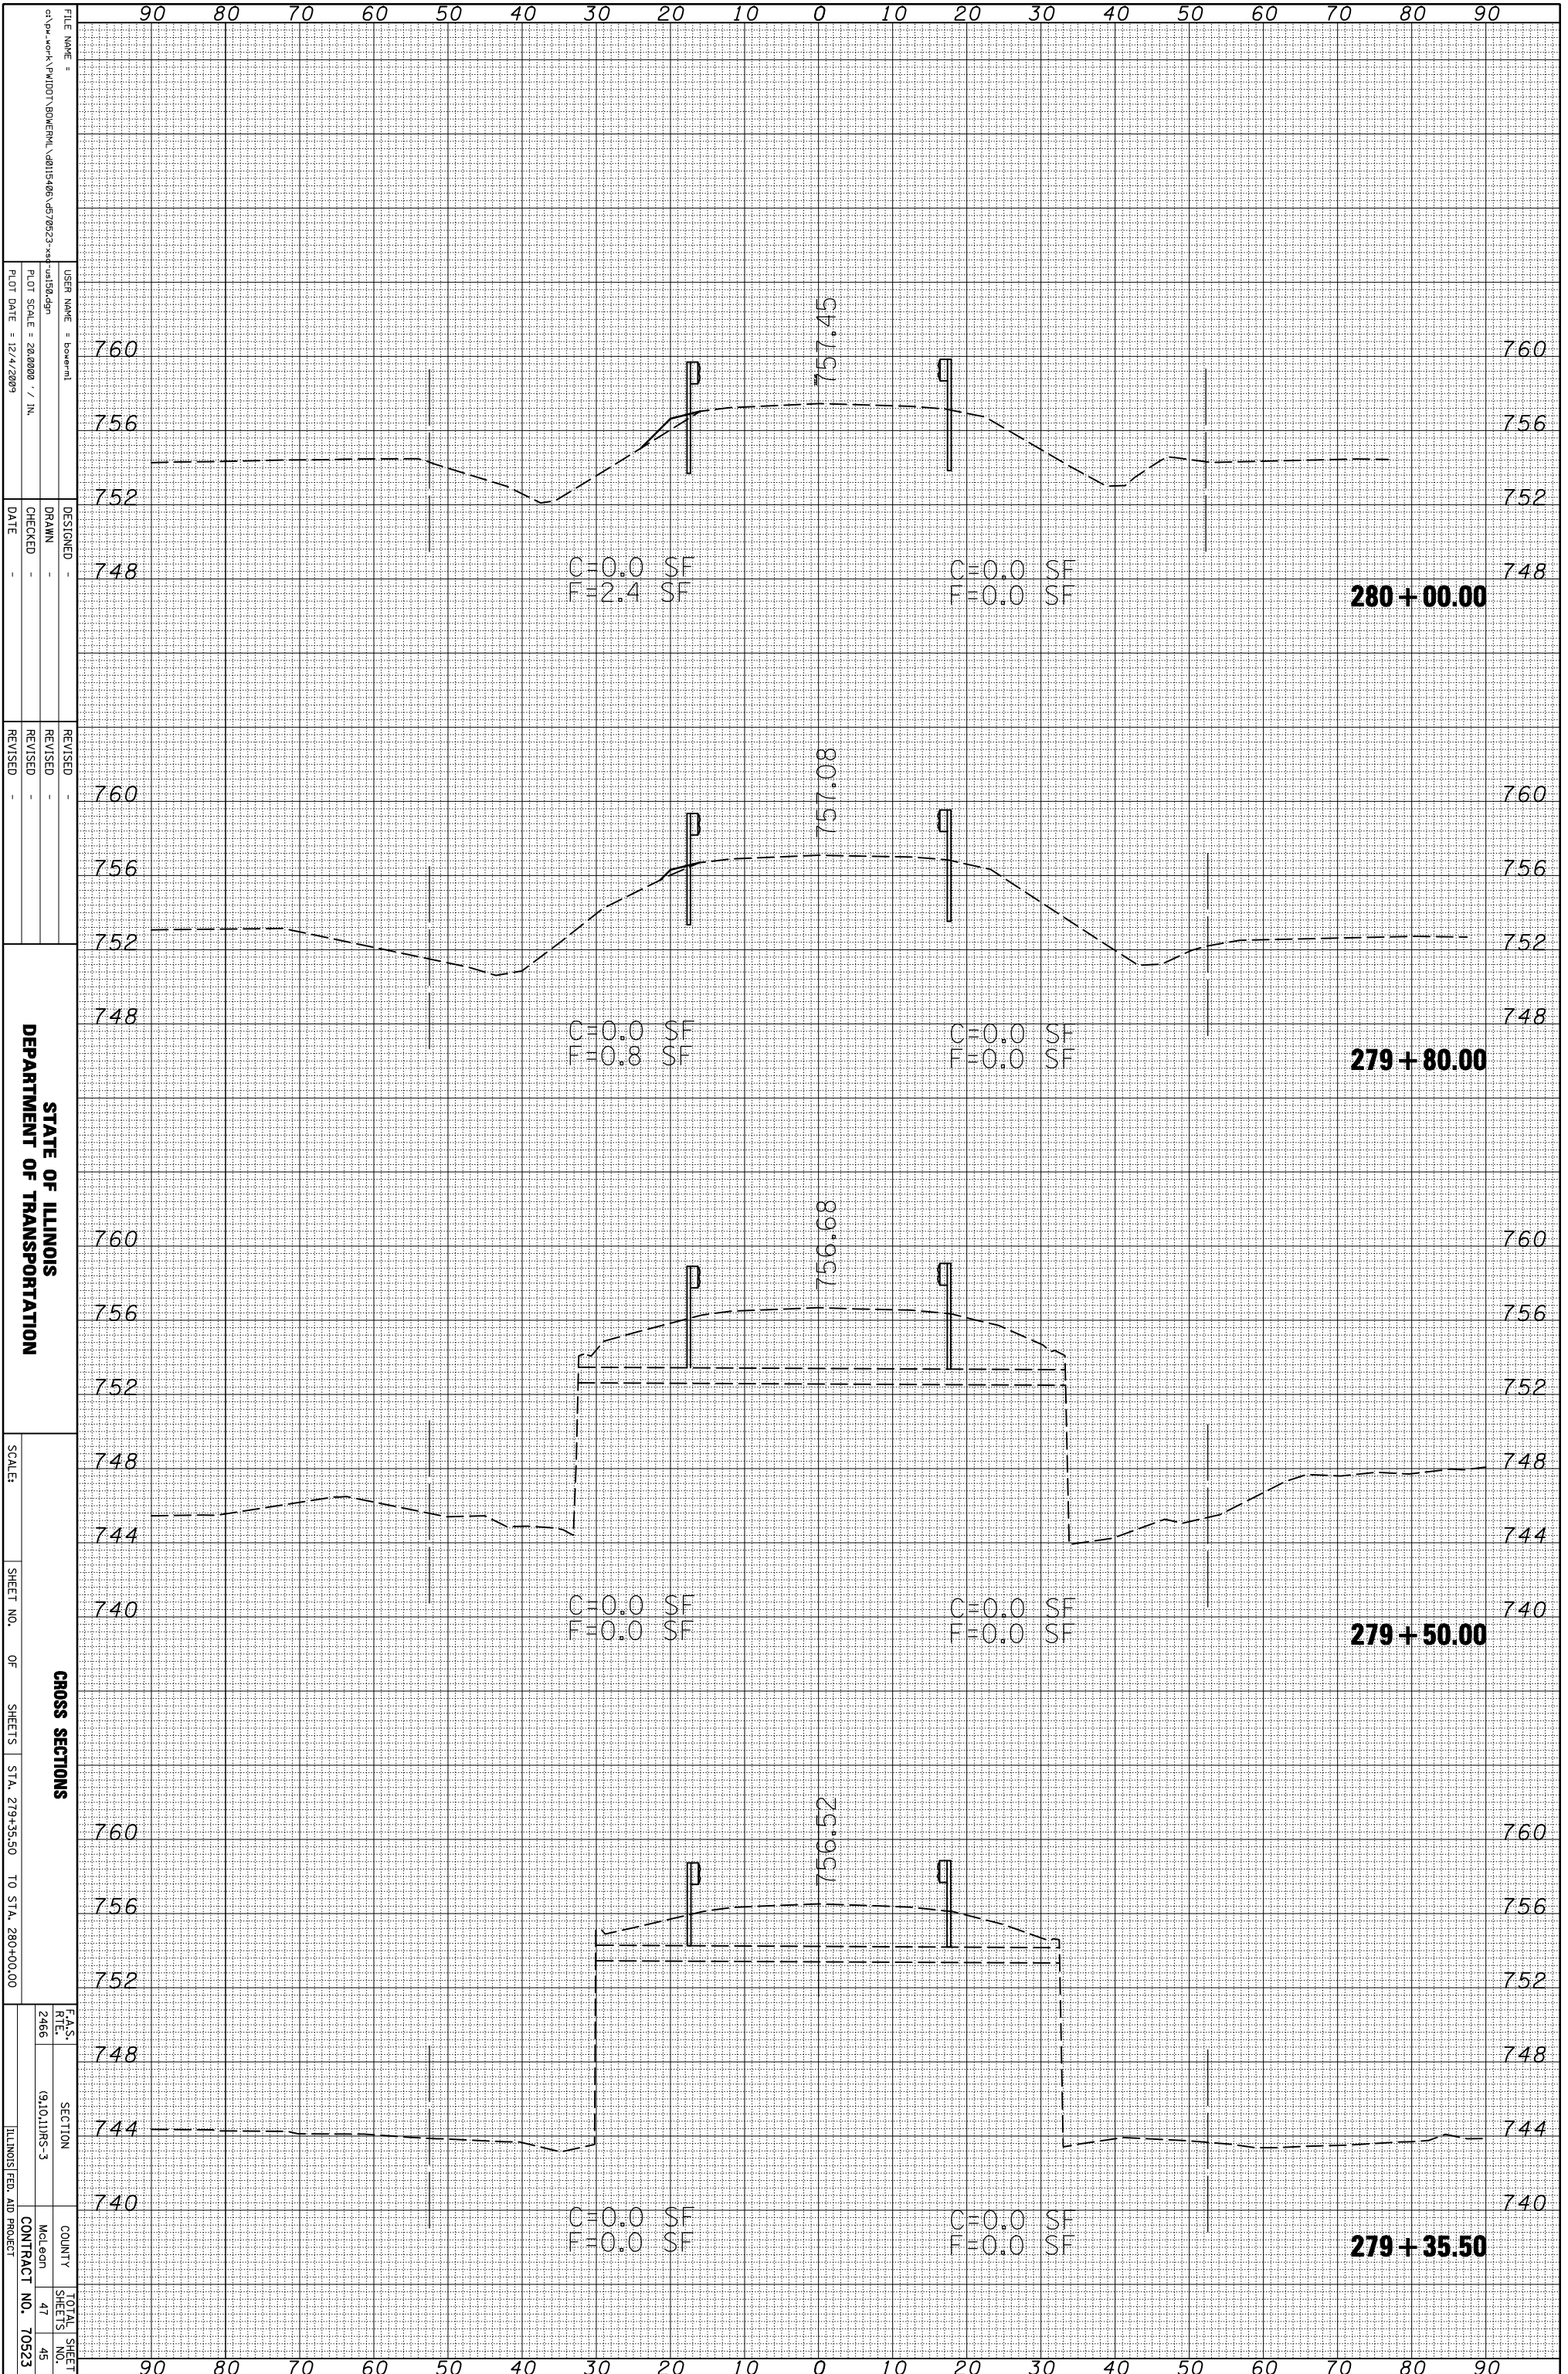 90 80 70 60 50 40 30 20 10 0 10 20 30 40 50 60 70 80 90
757.45
760 760
756 756
752 752
748 748
C=0.0 SF C=0.0 SF
F=2.4 SF F=0.0 SF
280+00.00
757.08
760 760
756 756
752 752
748 748
C=0.0 SF C=0.0 SF
F=0.8 SF F=0.0 SF
279+80.00
756.68
760 760
756 756
752 752
748 748
744 744
740 740
C=0.0 SF C=0.0 SF
F=0.0 SF F=0.0 SF
279+50.00
756.52
760 760
756 756
752 752
748 748
744 744
740 740
C=0.0 SF C=0.0 SF
F=0.0 SF F=0.0 SF
279+35.50
90 80 70 60 50 40 30 20 10 0 10 20 30 40 50 60 70 80 90
FILE NAME =
c:\pw_work\PWIDOT\BOWERML\d0115406\d570523-xsc-us150.dgn
USER NAME = bowerml
PLOT SCALE = 20.0000 ' / IN.
PLOT DATE = 12/4/2009
DESIGNED -
DRAWN -
CHECKED -
DATE -
REVISED -
REVISED -
REVISED -
REVISED -
STATE OF ILLINOIS
DEPARTMENT OF TRANSPORTATION
CROSS SECTIONS
SCALE: SHEET NO. OF SHEETS STA. 279+35.50 TO STA. 280+00.00
F.A.S. RTE. SECTION COUNTY TOTAL SHEETS SHEET NO.
2466 (9,10,11)RS-3 McLean 47 45
CONTRACT NO. 70523
ILLINOIS FED. AID PROJECT